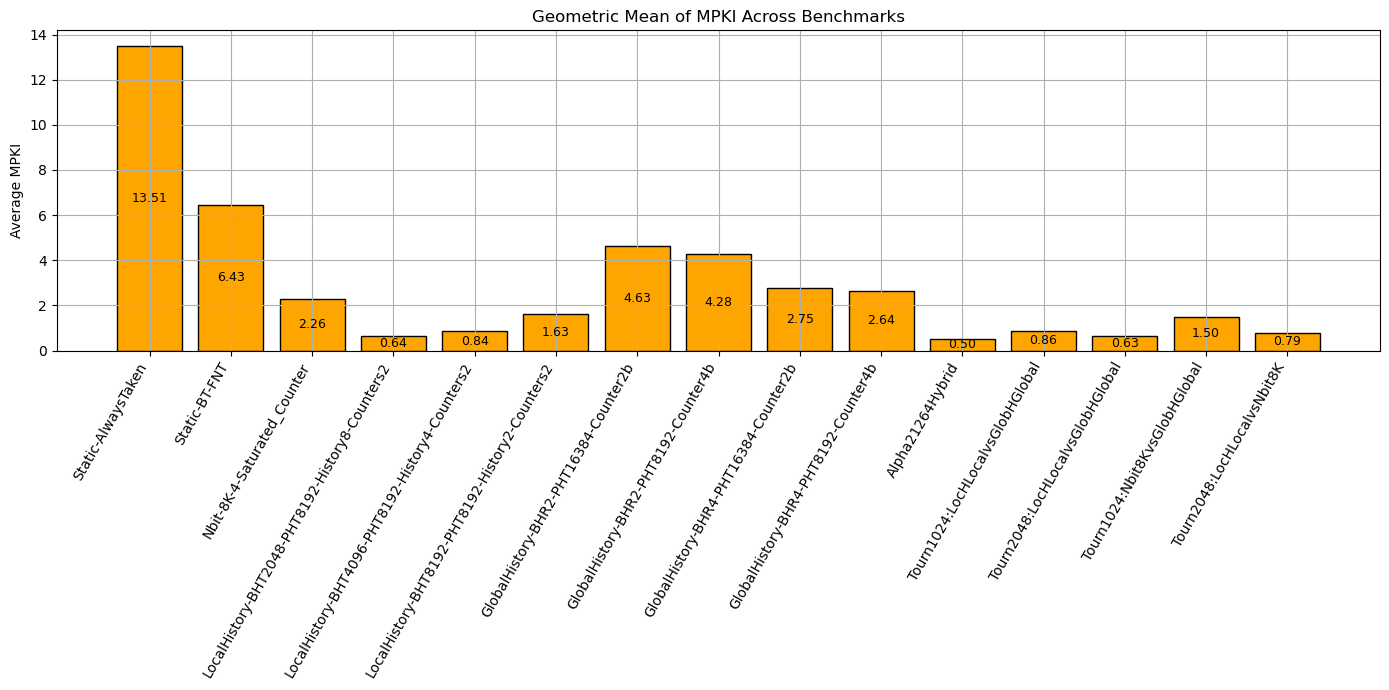 Geometric Mean of MPKI Across Benchmarks
Average MPKI
14
12
10
8
6
4
2
0
13.51
6.43
2.26
0.64
0.84
1.63
4.63
4.28
2.75
2.64
0.50
0.86
0.63
1.50
0.79
Static-AlwaysTaken
Static-BT-FNT
Nbit-8K-4-Saturated_Counter
LocalHistory-BHT2048-PHT8192-History8-Counters2
LocalHistory-BHT4096-PHT8192-History4-Counters2
LocalHistory-BHT8192-PHT8192-History2-Counters2
GlobalHistory-BHR2-PHT16384-Counter2b
GlobalHistory-BHR2-PHT8192-Counter4b
GlobalHistory-BHR4-PHT16384-Counter2b
GlobalHistory-BHR4-PHT8192-Counter4b
Alpha21264Hybrid
Tourn1024:LocHLocalvsGlobHGlobal
Tourn2048:LocHLocalvsGlobHGlobal
Tourn1024:Nbit8KvsGlobHGlobal
Tourn2048:LocHLocalvsNbit8K